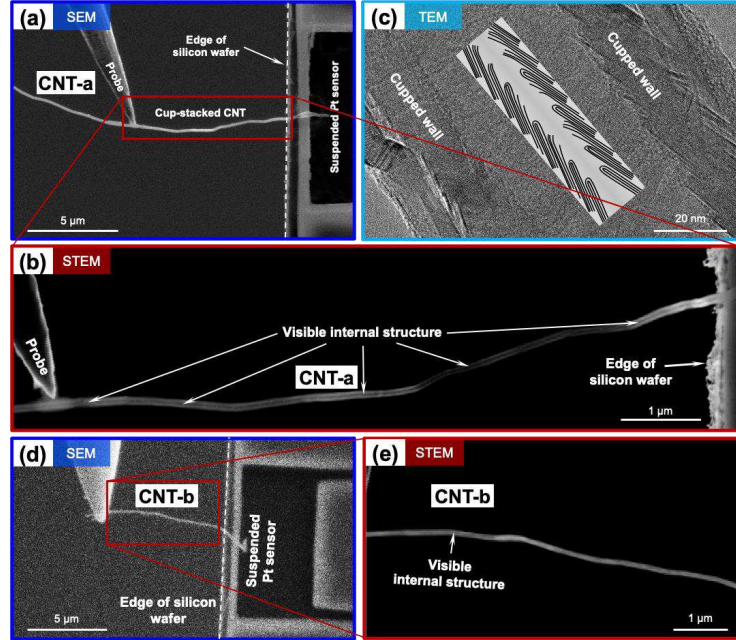 (a) SEM
Edge of
silicon wafer
CNT-a
Probe
Cup-stacked CNT
Suspended Pt sensor
5 µm
(c) TEM
Cupped wall
Cupped wall
20 nm
(b) STEM
Visible internal structure
Probe
CNT-a
Edge of
silicon wafer
1 µm
(d) SEM
CNT-b
Suspended
Pt sensor
Edge of silicon
wafer
5 µm
(e) STEM
CNT-b
Visible
internal structure
1 µm